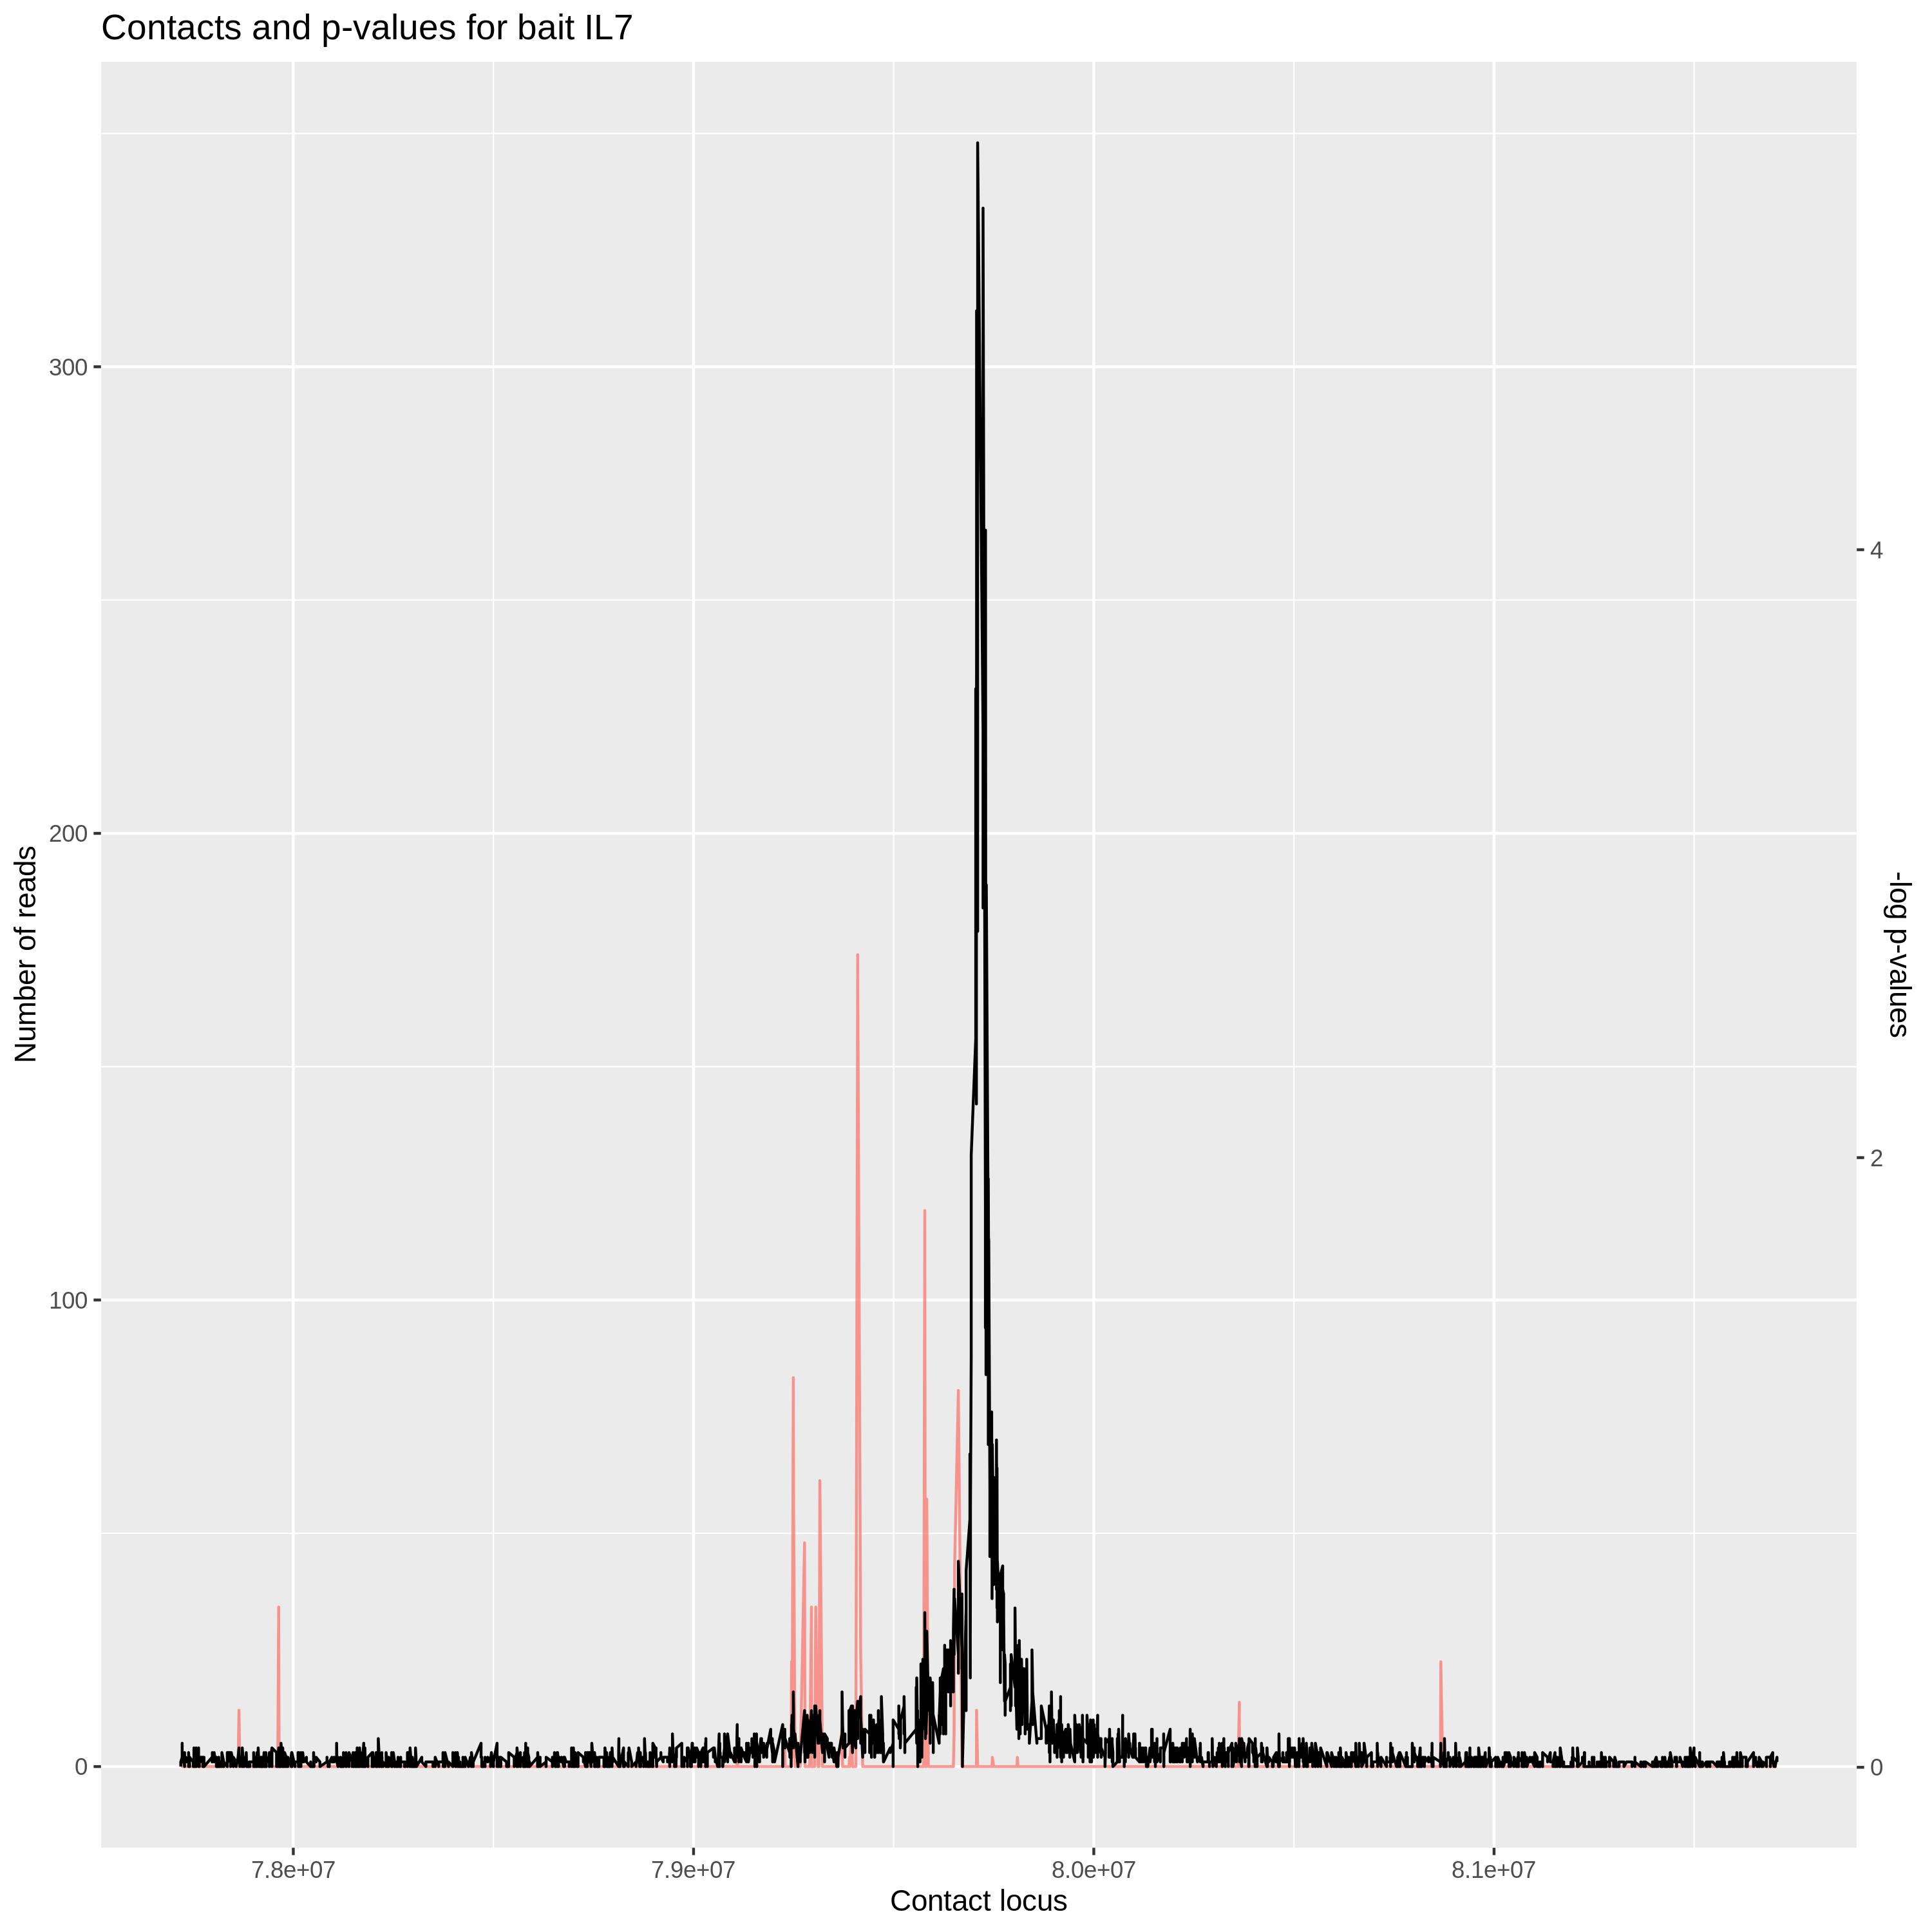 Contacts and p-values for bait IL7
300
200
100
0
Number of reads
4
2
0
-log p-values
7.8e+07
7.9e+07
8.0e+07
8.1e+07
Contact locus